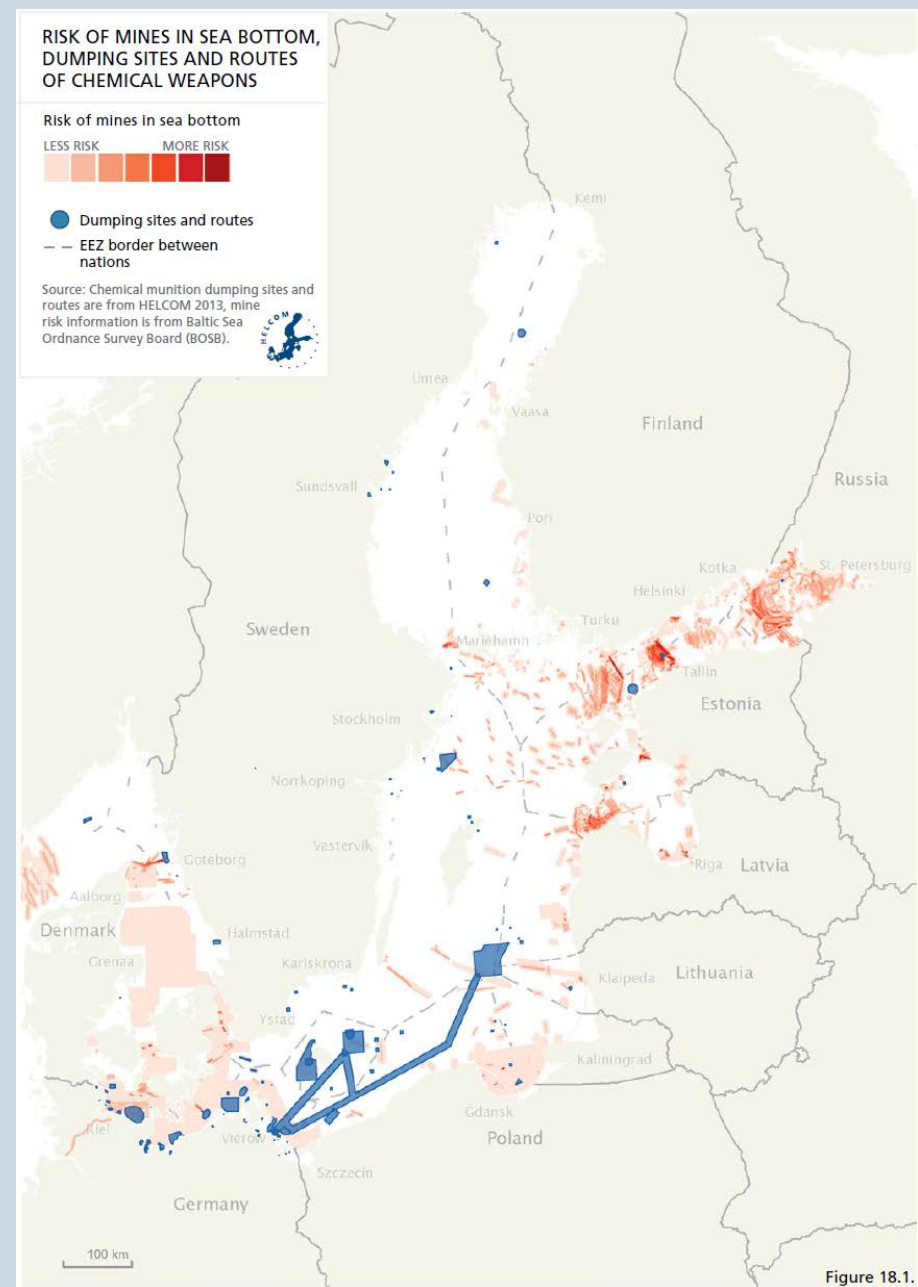 RISK OF MINES IN SEA BOTTOM,
DUMPING SITES AND ROUTES
OF CHEMICAL WEAPONS
Risk of mines in sea bottom
LESS RISK MORE RISK
Dumping sites and routes
EEZ border between
nations
Source: Chemical munition dumping sites and
routes are from HELCOM 2013, mine
risk information is from Baltic Sea
Ordnance Survey Board (BOSB).
HELCOM
Kemi
Umea
Vaasa
Finland
Russia
Sundsvall
Pori
Kotka
St. Petersburg
Helsinki
Turku
Sweden
Mariehamn
Tallin
Estonia
Stockholm
Norrkoping
Vastervik
Göteborg
Riga
Latvia
Aalborg
Denmark
Halmstad
Grenaa
Kariskrona
Klaipeda
Lithuania
Ystad
Kaliningrad
Gdansk
Kiel
Vierow
Poland
Szczecin
Germany
100 km
Figure 18.1.